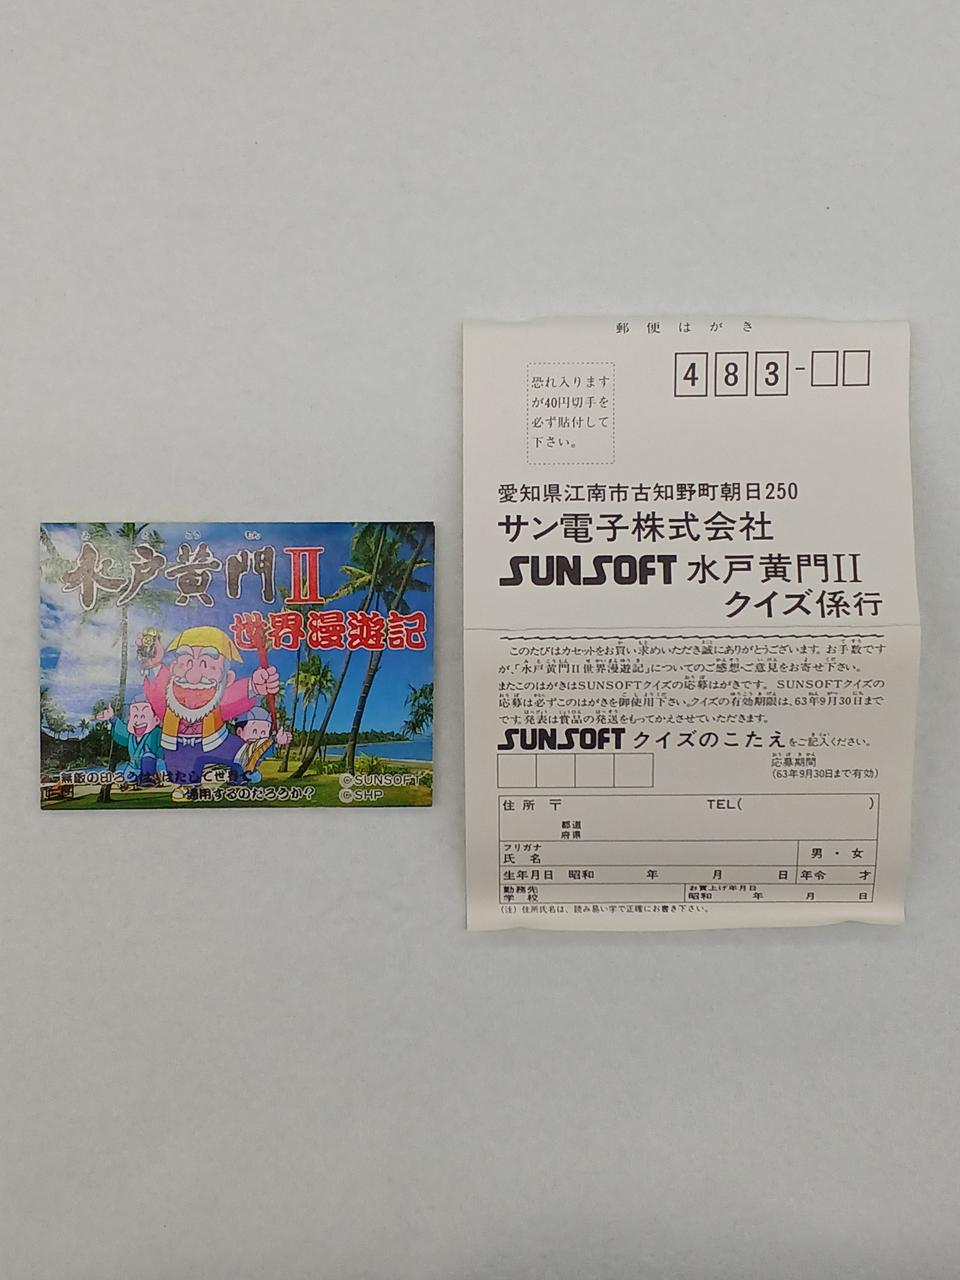 水戸黄門II
世界漫遊記
無敵の印ろうは、はたして世界で
通用するのだろうか?
©SUNSOFT
©SHP
郵便はがき
483-
恐れ入ります
が40円切手を
必ず貼付して
下さい。
愛知県江南市古知野町朝日250
サン電子株式会社
SUNSOFT 水戸黄門II
クイズ係行
このたびはカセットをお買い求めいただき誠にありがとうございます。お手数です
が、「水戸黄門II世界漫遊記」についてのご感想・ご意見をお寄せ下さい。
またこのはがきはSUNSOFTクイズの応募はがきです。 SUNSOFTクイズの
応募は必ずこのはがきを御使用下さい。クイズの有効期限は、63年9月30日まで
です。発表は賞品の発送をもってかえさせていただきます。
SUNSOFT クイズのこたえをご記入ください。
応募期間
(63年9月30日まで有効)
住所 〒 TEL( )
都道
府県
フリガナ
氏名 男・女
生年月日 昭和 年 月 日 年令 才
勤務先
学校
お買上げ年月日
昭和 年 月 日
(注) 住所氏名は、読み易い字で正確にお書き下さい。